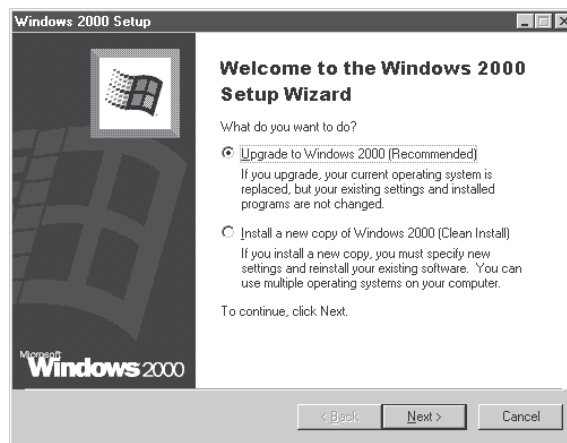 Windows 2000 Setup
Welcome to the Windows 2000
Setup Wizard
What do you want to do?
Upgrade to Windows 2000 (Recommended)
If you upgrade, your current operating system is
replaced, but your existing settings and installed
programs are not changed.
Install a new copy of Windows 2000 (Clean Install)
If you install a new copy, you must specify new
settings and reinstall your existing software. You can
use multiple operating systems on your computer.
To continue, click Next.
Microsoft
Windows 2000
< Back
Next >
Cancel